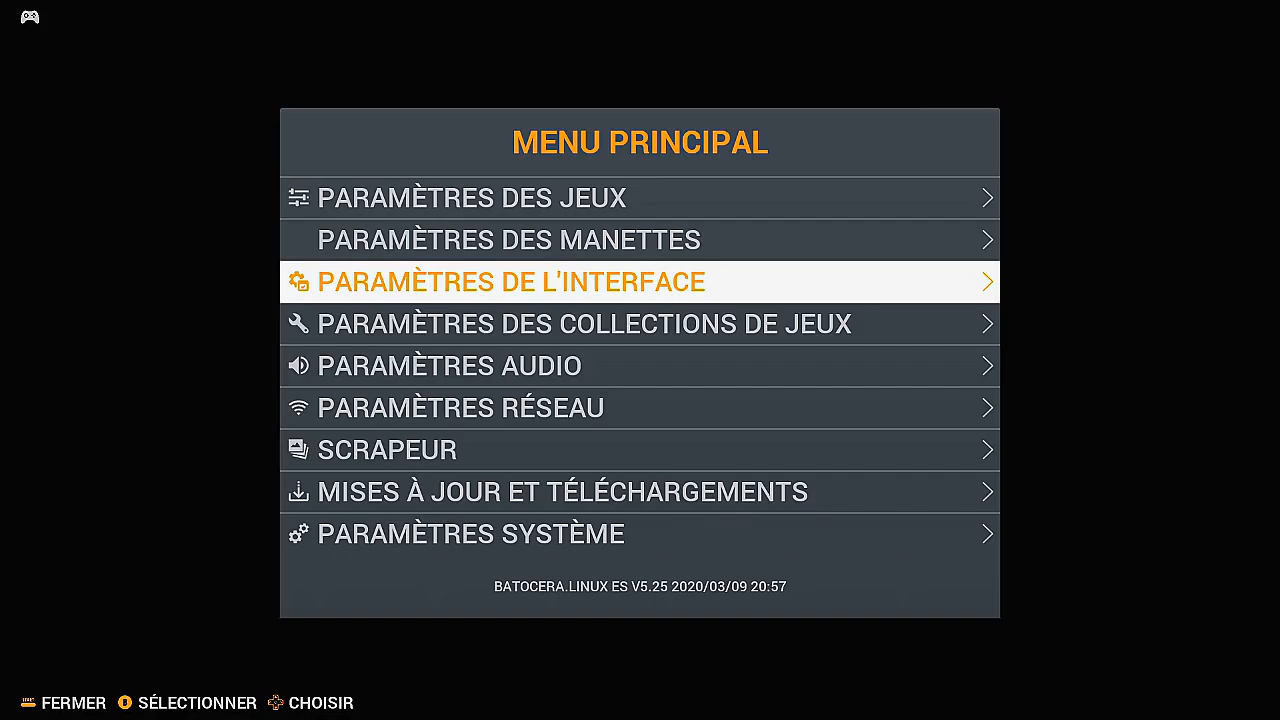 MENU PRINCIPAL
PARAMÈTRES DES JEUX
PARAMÈTRES DES MANETTES
PARAMÈTRES DE L'INTERFACE
PARAMÈTRES DES COLLECTIONS DE JEUX
PARAMÈTRES AUDIO
PARAMÈTRES RÉSEAU
SCRAPEUR
MISES À JOUR ET TÉLÉCHARGEMENTS
PARAMÈTRES SYSTÈME
BATOCERA.LINUX ES V5.25 2020/03/09 20:57
START FERMER B SÉLECTIONNER CHOISIR